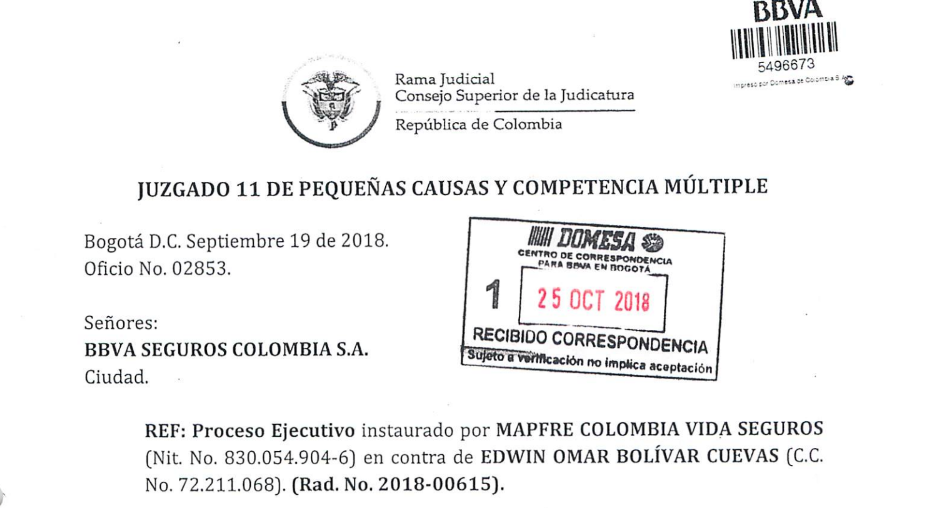 BBVA
5496673
Impreso por Domesa de Colombia S.A.
Rama Judicial
Consejo Superior de la Judicatura
República de Colombia
JUZGADO 11 DE PEQUEÑAS CAUSAS Y COMPETENCIA MÚLTIPLE
Bogotá D.C. Septiembre 19 de 2018.
Oficio No. 02853.
DOMESA
CENTRO DE CORRESPONDENCIA
PARA BBVA EN BOGOTÁ
1
25 OCT 2018
RECIBIDO CORRESPONDENCIA
Sujeto a verificación no implica aceptación
Señores:
BBVA SEGUROS COLOMBIA S.A.
Ciudad.
REF: Proceso Ejecutivo instaurado por MAPFRE COLOMBIA VIDA SEGUROS
(Nit. No. 830.054.904-6) en contra de EDWIN OMAR BOLÍVAR CUEVAS (C.C.
No. 72.211.068). (Rad. No. 2018-00615).